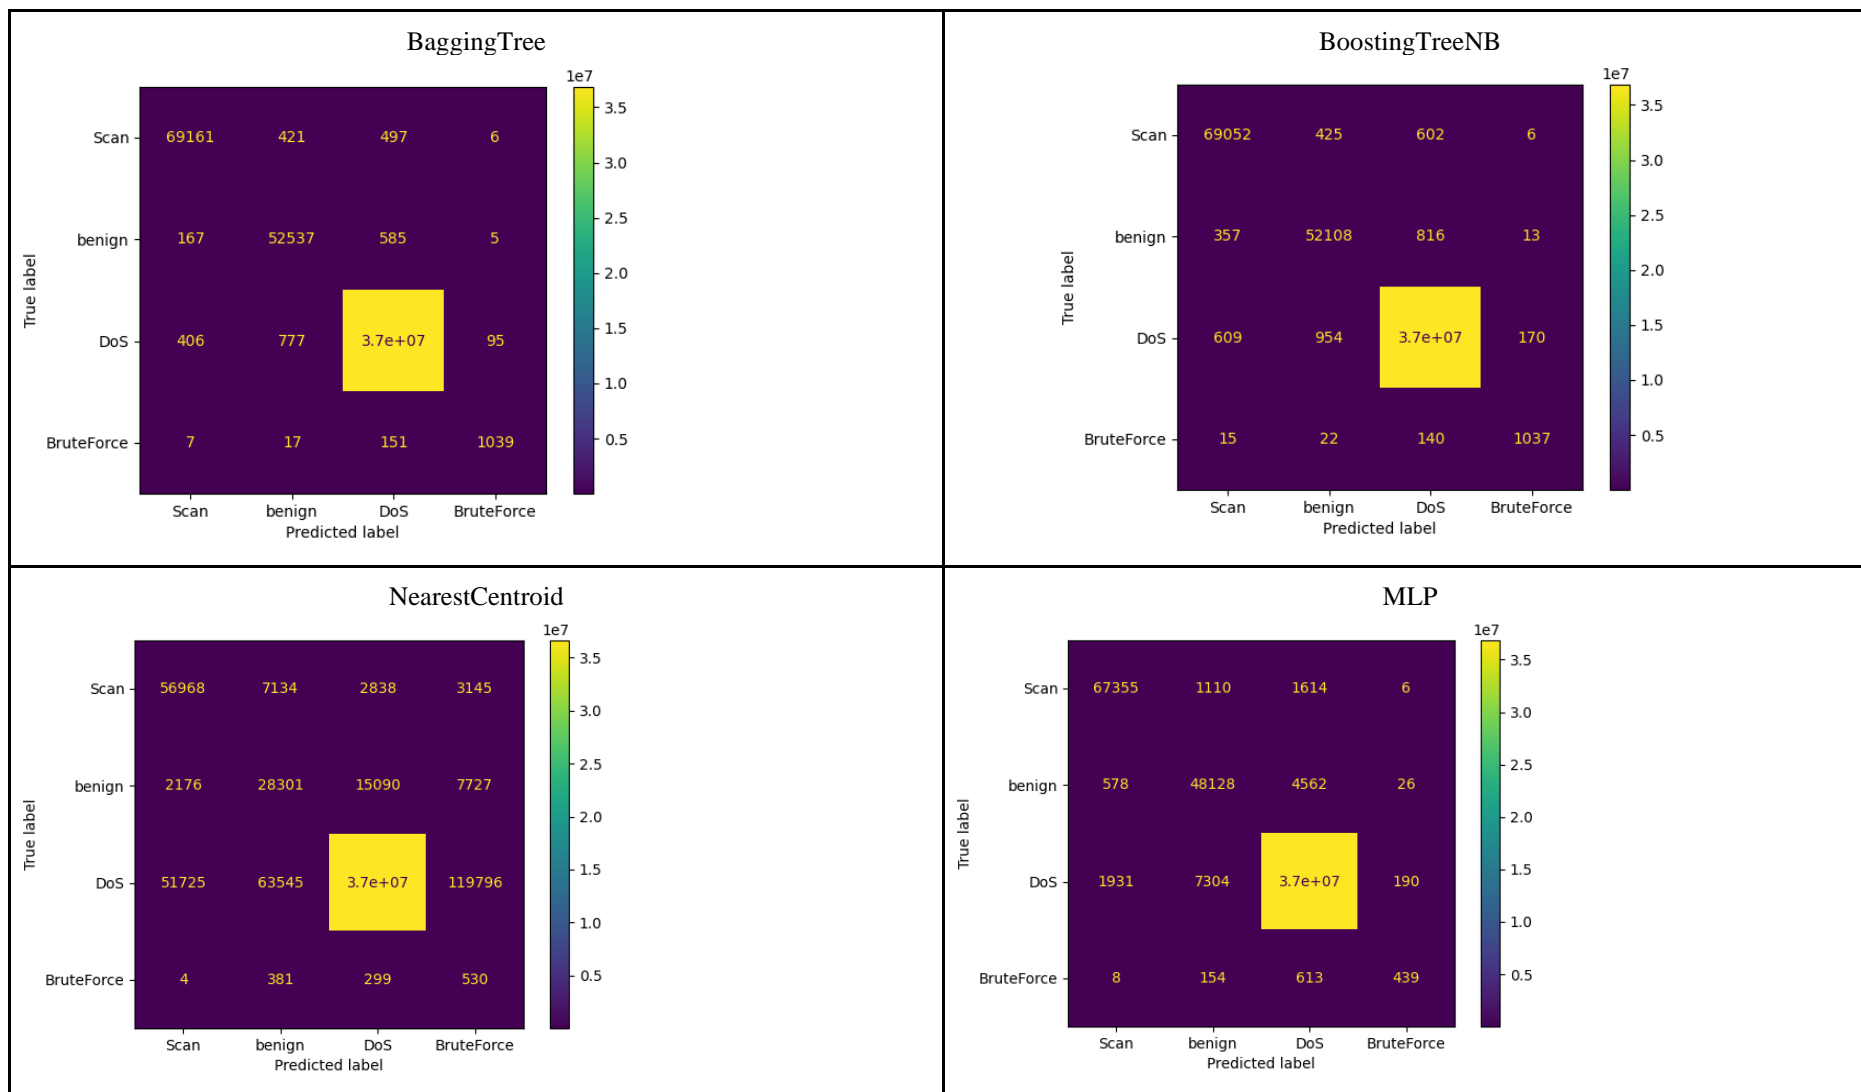 BaggingTree
1e7
Scan 69161 421 497 6
benign 167 52537 585 5
DoS 406 777 3.7e+07 95
BruteForce 7 17 151 1039
Scan benign DoS BruteForce
Predicted label
True label
3.5
3.0
2.5
2.0
1.5
1.0
0.5
BoostingTreeNB
1e7
Scan 69052 425 602 6
benign 357 52108 816 13
DoS 609 954 3.7e+07 170
BruteForce 15 22 140 1037
Scan benign DoS BruteForce
Predicted label
True label
3.5
3.0
2.5
2.0
1.5
1.0
0.5
NearestCentroid
1e7
Scan 56968 7134 2838 3145
benign 2176 28301 15090 7727
DoS 51725 63545 3.7e+07 119796
BruteForce 4 381 299 530
Scan benign DoS BruteForce
Predicted label
True label
3.5
3.0
2.5
2.0
1.5
1.0
0.5
MLP
1e7
Scan 67355 1110 1614 6
benign 578 48128 4562 26
DoS 1931 7304 3.7e+07 190
BruteForce 8 154 613 439
Scan benign DoS BruteForce
Predicted label
True label
3.5
3.0
2.5
2.0
1.5
1.0
0.5